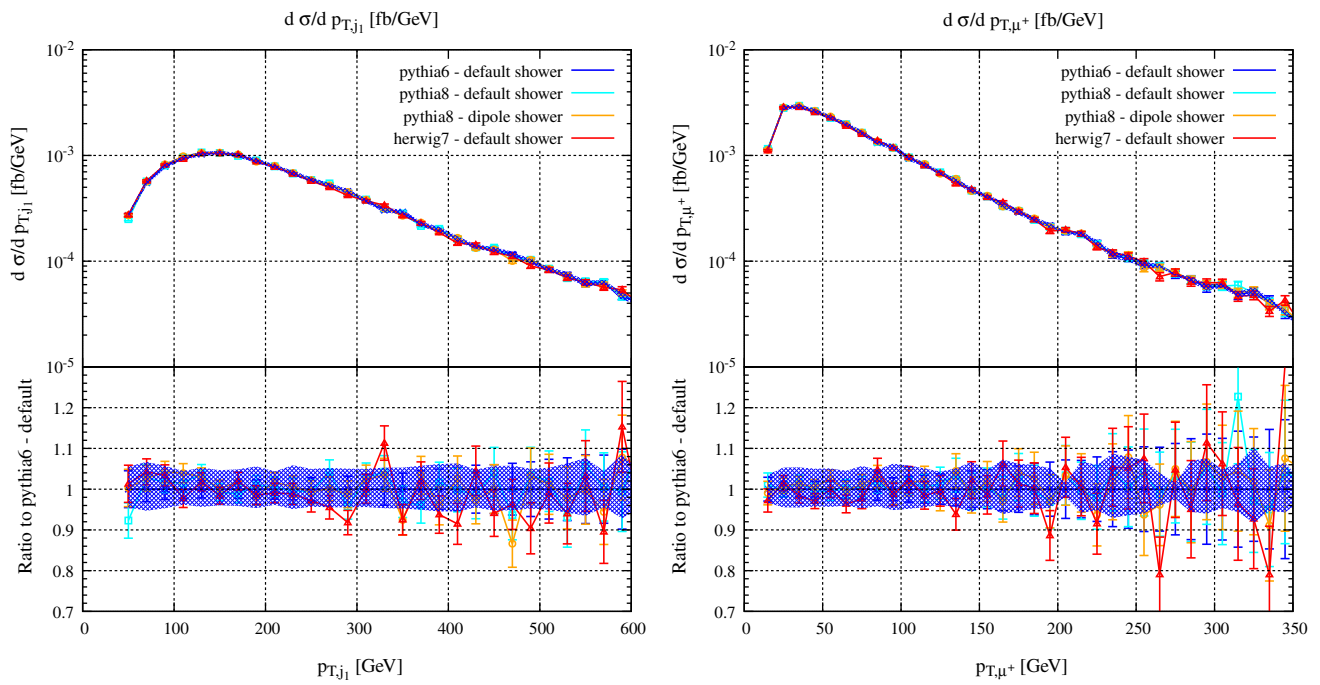 d σ/d p_{T,j_1} [fb/GeV]
10^{-2}
10^{-3}
10^{-4}
10^{-5}
d σ/d p_{T,j_1} [fb/GeV]
pythia6 - default shower
pythia8 - default shower
pythia8 - dipole shower
herwig7 - default shower
1.2
1.1
1
0.9
0.8
0.7
Ratio to pythia6 - default
0 100 200 300 400 500 600
p_{T,j_1} [GeV]
d σ/d p_{T,μ^+} [fb/GeV]
10^{-2}
10^{-3}
10^{-4}
10^{-5}
d σ/d p_{T,μ^+} [fb/GeV]
pythia6 - default shower
pythia8 - default shower
pythia8 - dipole shower
herwig7 - default shower
1.2
1.1
1
0.9
0.8
0.7
Ratio to pythia6 - default
0 50 100 150 200 250 300 350
p_{T,μ^+} [GeV]